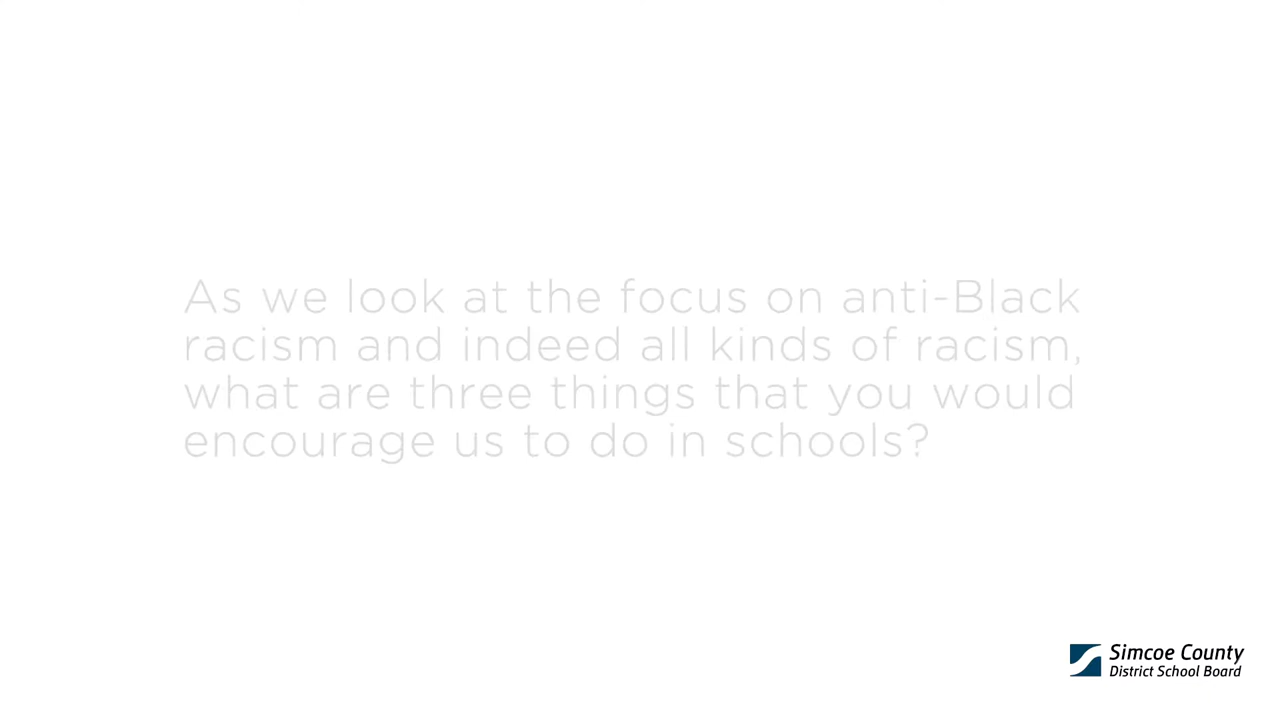 As we look at the focus on anti-Black
racism and indeed all kinds of racism,
what are three things that you would
encourage us to do in schools?
Simcoe County
District School Board